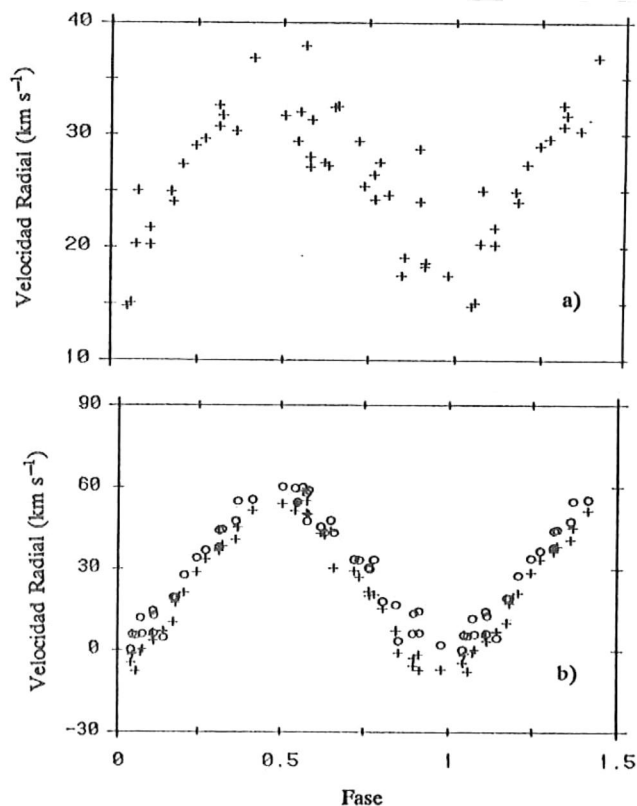 40
30
20
10
Velocidad Radial (km s⁻¹)
a)
90
60
30
0
-30
Velocidad Radial (km s⁻¹)
b)
0 0.5 1 1.5
Fase